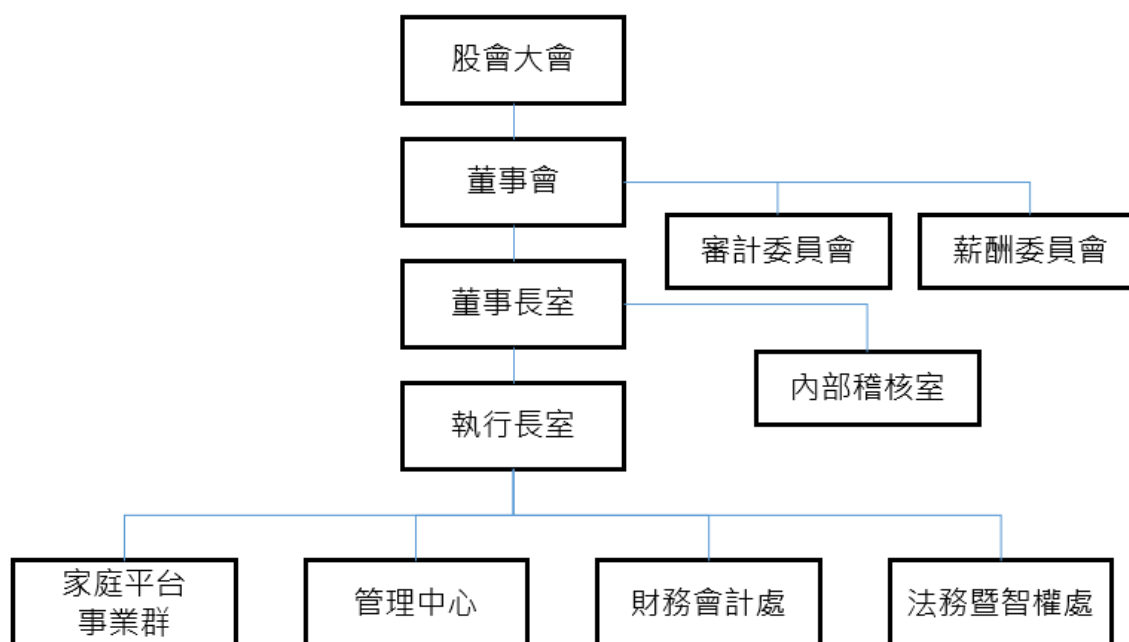 股會大會
董事會
審計委員會
薪酬委員會
董事長室
內部稽核室
執行長室
家庭平台
事業群
管理中心
財務會計處
法務暨智權處